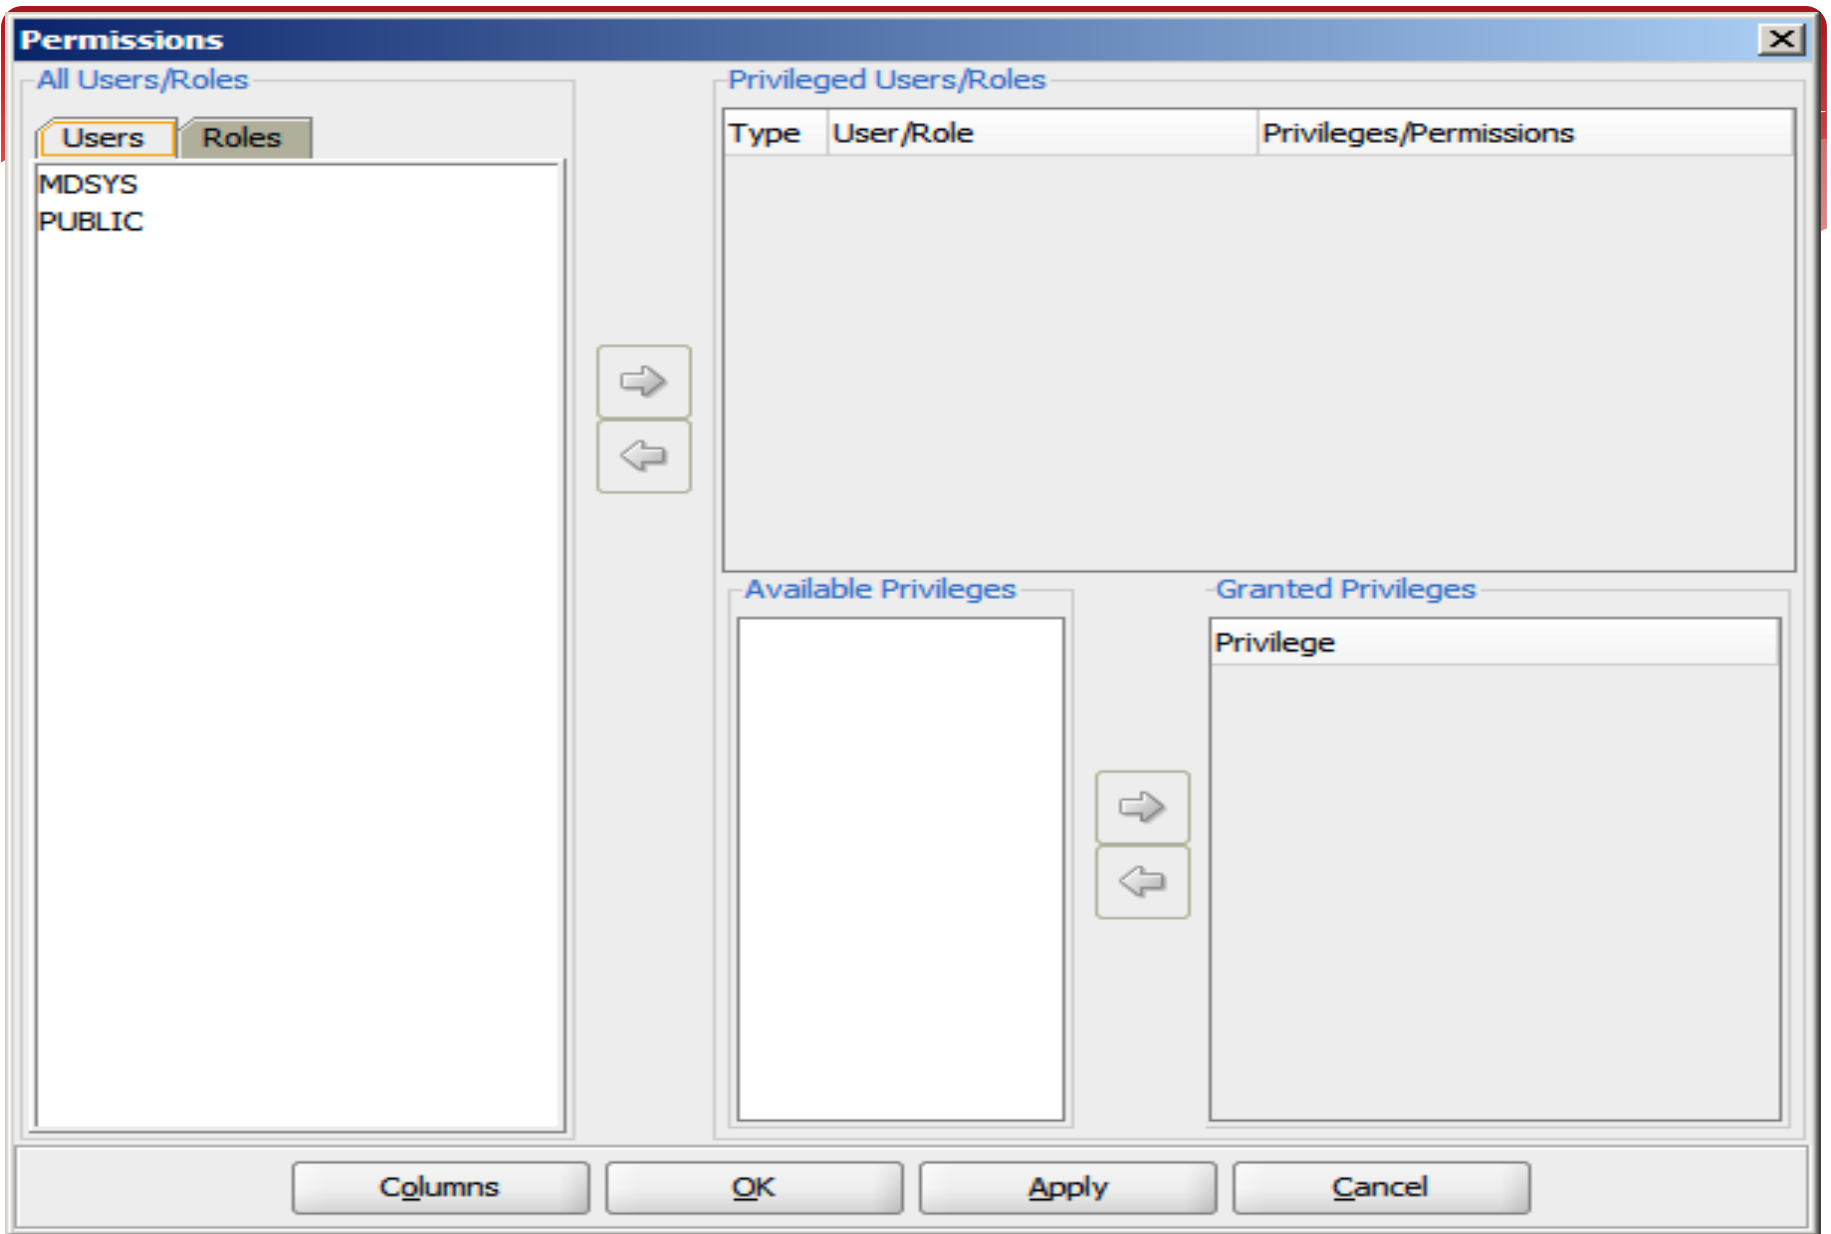 Permissions
All Users/Roles
Users
Roles
MDSYS
PUBLIC
Privileged Users/Roles
Type
User/Role
Privileges/Permissions
Available Privileges
Granted Privileges
Privilege
Columns
OK
Apply
Cancel